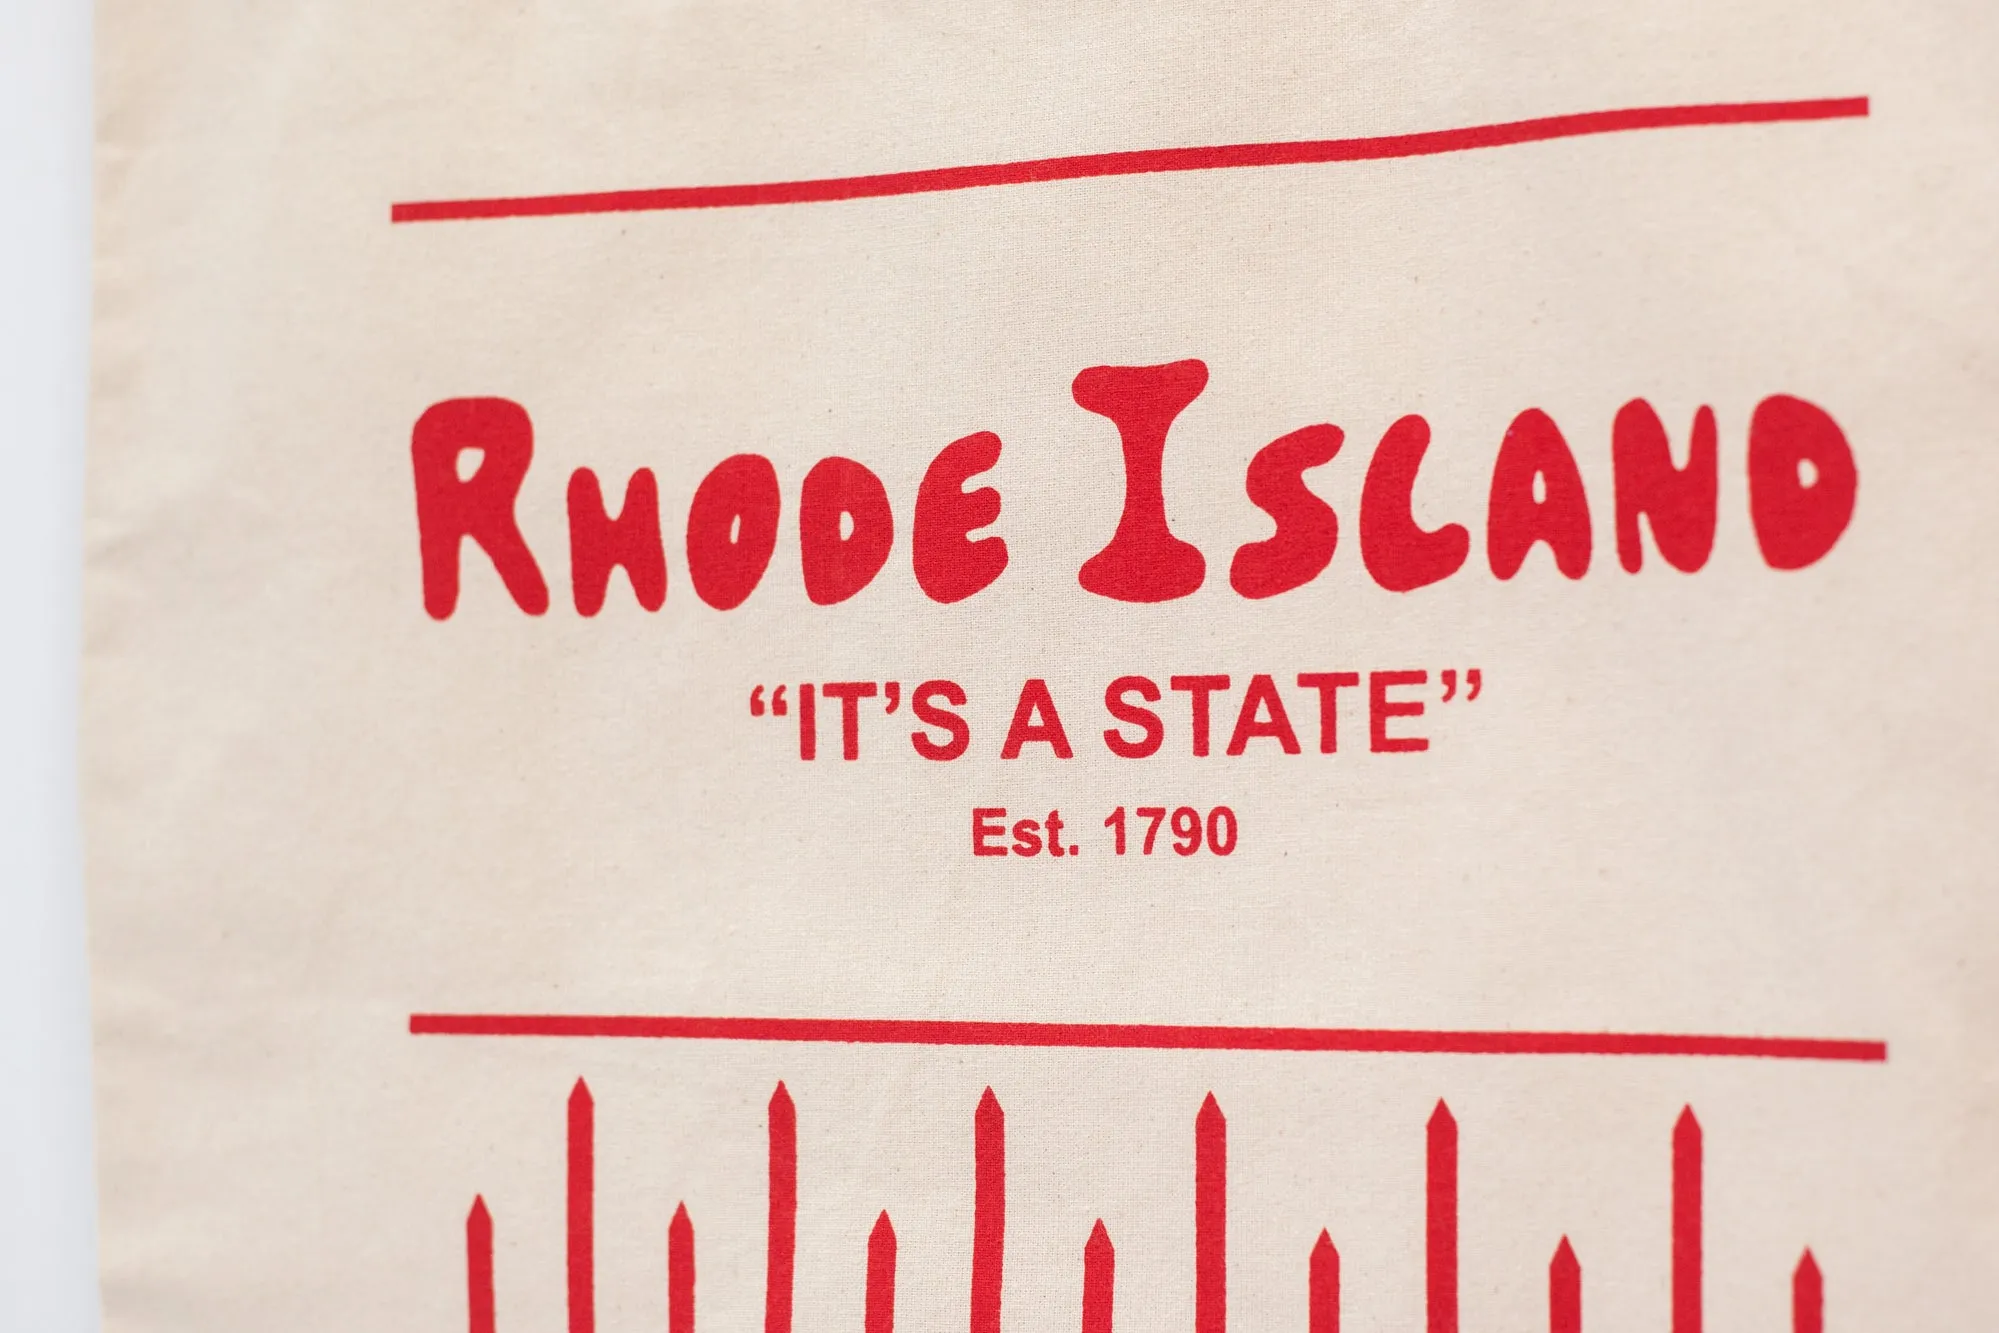 RHODE ISLAND
“IT’S A STATE”
Est. 1790